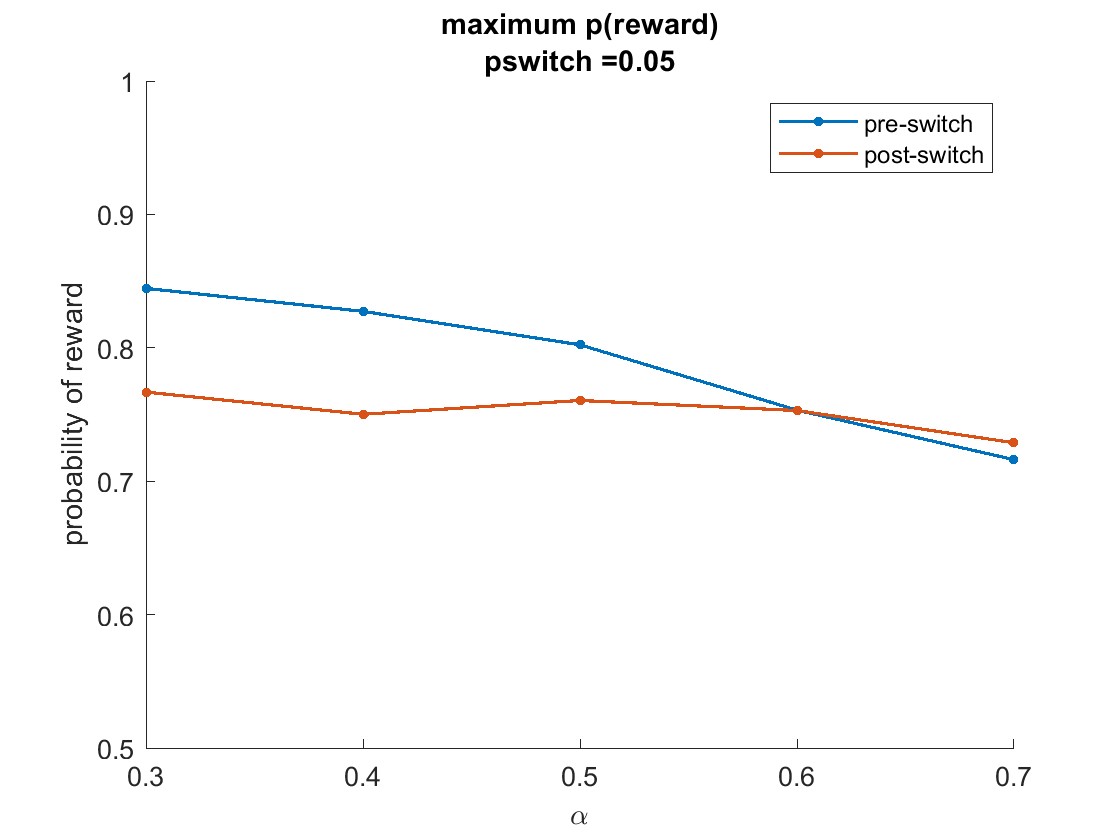 maximum p(reward)
pswitch =0.05
pre-switch
post-switch
probability of reward
1
0.9
0.8
0.7
0.6
0.5
0.3
0.4
0.5
0.6
0.7
α